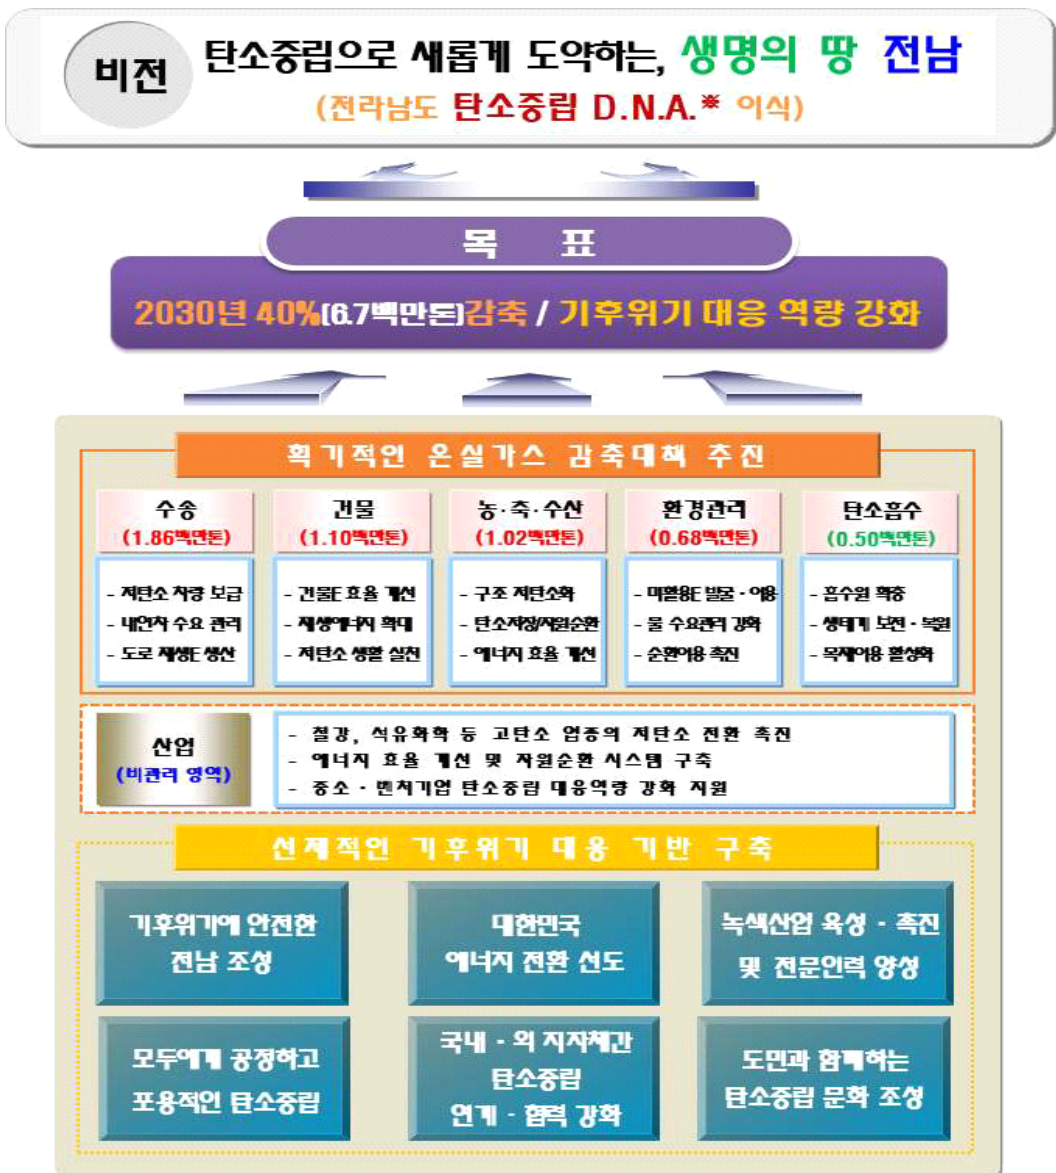 비전
탄소중립으로 새롭게 도약하는, 생명의 땅 전남
(전라남도 탄소중립 D.N.A.※ 이식)
목 표
2030년 40%(6.7백만톤)감축 / 기후위기 대응 역량 강화
획기적인 온실가스 감축대책 추진
수송
(1.86백만톤)
- 저탄소 차량 보급
- 내연차 수요 관리
- 도로 재생E 생산
건물
(1.10백만톤)
- 건물E 효율 개선
- 재생에너지 확대
- 저탄소 생활 실천
농·축·수산
(1.02백만톤)
- 구조 저탄소화
- 탄소저장/자원순환
- 에너지 효율 개선
환경관리
(0.68백만톤)
- 미활용E 발굴·이용
- 물 수요관리 강화
- 순환이용 촉진
탄소흡수
(0.50백만톤)
- 흡수원 확충
- 생태계 보전·복원
- 목재이용 활성화
산업
(비관리 영역)
- 철강, 석유화학 등 고탄소 업종의 저탄소 전환 촉진
- 에너지 효율 개선 및 자원순환 시스템 구축
- 중소·벤처기업 탄소중립 대응역량 강화 지원
선제적인 기후위기 대응 기반 구축
기후위기에 안전한
전남 조성
대한민국
에너지 전환 선도
녹색산업 육성·촉진
및 전문인력 양성
모두에게 공정하고
포용적인 탄소중립
국내·외 지자체간
탄소중립
연계·협력 강화
도민과 함께하는
탄소중립 문화 조성